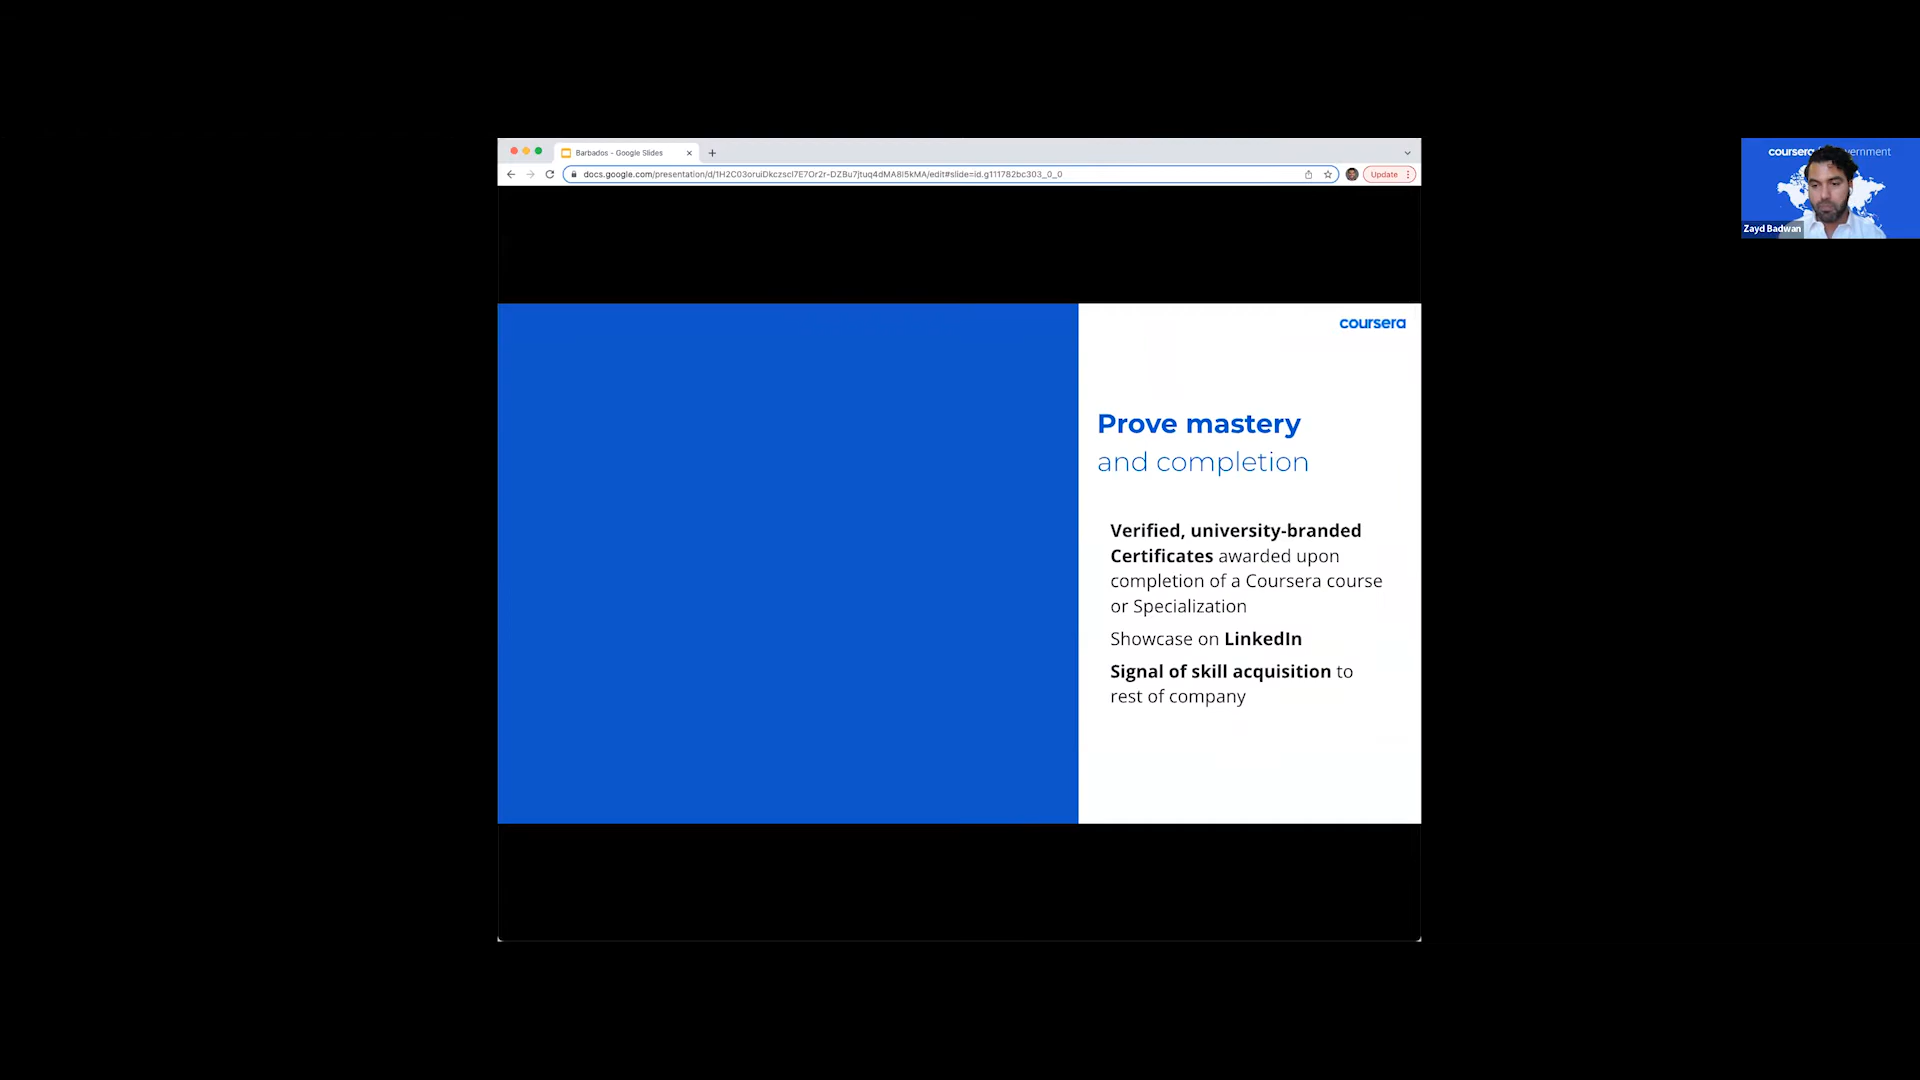 Barbados - Google Slides
Update
coursera
Prove mastery
and completion
Verified, university-branded
Certificates awarded upon
completion of a Coursera course
or Specialization
Showcase on LinkedIn
Signal of skill acquisition to
rest of company
coursera
Zayd Badwan